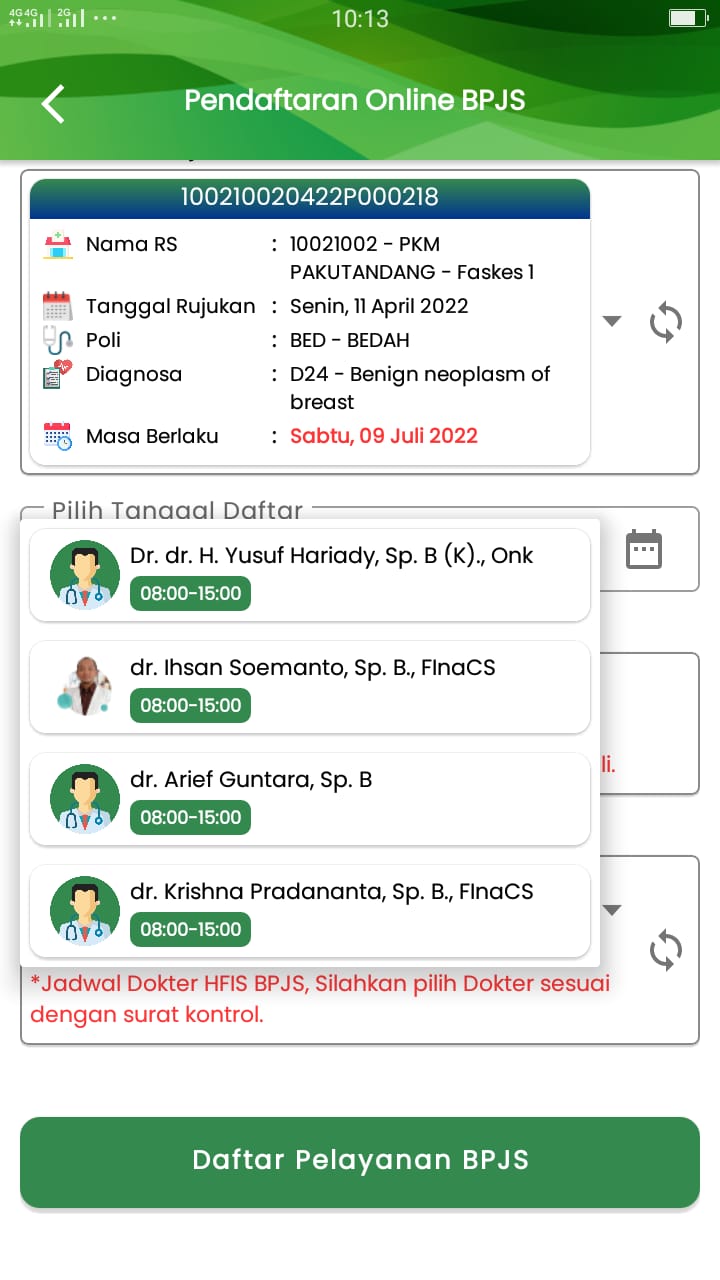 4G 4G 2G 10:13
Pendaftaran Online BPJS
100210020422P000218
Nama RS : 10021002 - PKM
PAKUTANDANG - Faskes 1
Tanggal Rujukan : Senin, 11 April 2022
Poli : BED - BEDAH
Diagnosa : D24 - Benign neoplasm of
breast
Masa Berlaku : Sabtu, 09 Juli 2022
Pilih Tanggal Daftar
Dr. dr. H. Yusuf Hariady, Sp. B (K)., Onk
08:00-15:00
dr. Ihsan Soemanto, Sp. B., FInaCS
08:00-15:00
dr. Arief Guntara, Sp. B
li.
08:00-15:00
dr. Krishna Pradananta, Sp. B., FInaCS
08:00-15:00
*Jadwal Dokter HFIS BPJS, Silahkan pilih Dokter sesuai
dengan surat kontrol.
Daftar Pelayanan BPJS